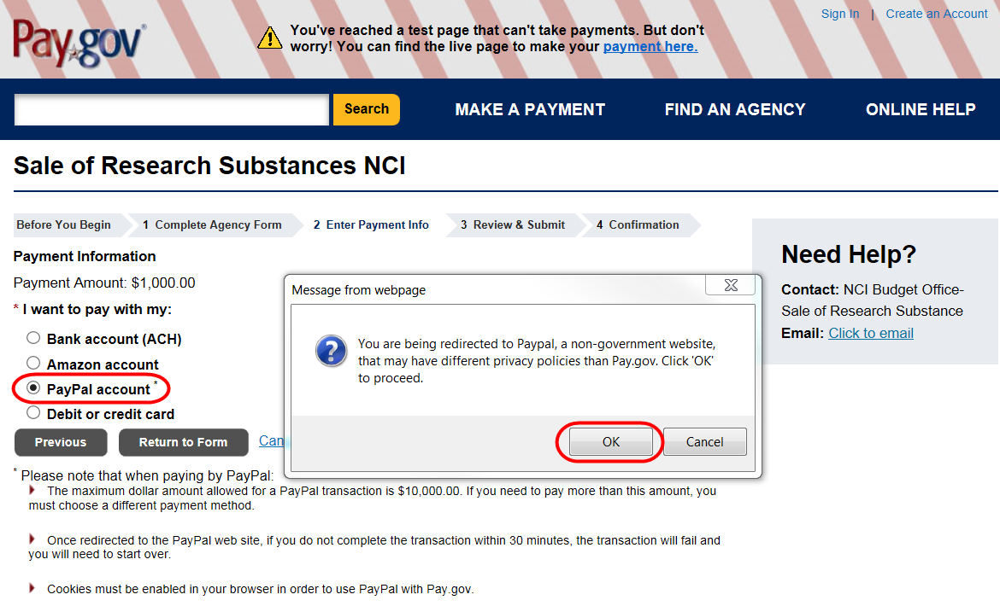 Sign In | Create an Account
Pay.gov
You've reached a test page that can't take payments. But don't
worry! You can find the live page to make your payment here.
Search
MAKE A PAYMENT
FIND AN AGENCY
ONLINE HELP
Sale of Research Substances NCI
Before You Begin
1 Complete Agency Form
2 Enter Payment Info
3 Review & Submit
4 Confirmation
Payment Information
Payment Amount: $1,000.00
* I want to pay with my:
Bank account (ACH)
Amazon account
PayPal account *
Debit or credit card
Previous
Return to Form
Can
Message from webpage
You are being redirected to Paypal, a non-government website,
that may have different privacy policies than Pay.gov. Click 'OK'
to proceed.
OK
Cancel
Need Help?
Contact: NCI Budget Office-
Sale of Research Substance
Email: Click to email
* Please note that when paying by PayPal:
The maximum dollar amount allowed for a PayPal transaction is $10,000.00. If you need to pay more than this amount, you
must choose a different payment method.
Once redirected to the PayPal web site, if you do not complete the transaction within 30 minutes, the transaction will fail and
you will need to start over.
Cookies must be enabled in your browser in order to use PayPal with Pay.gov.